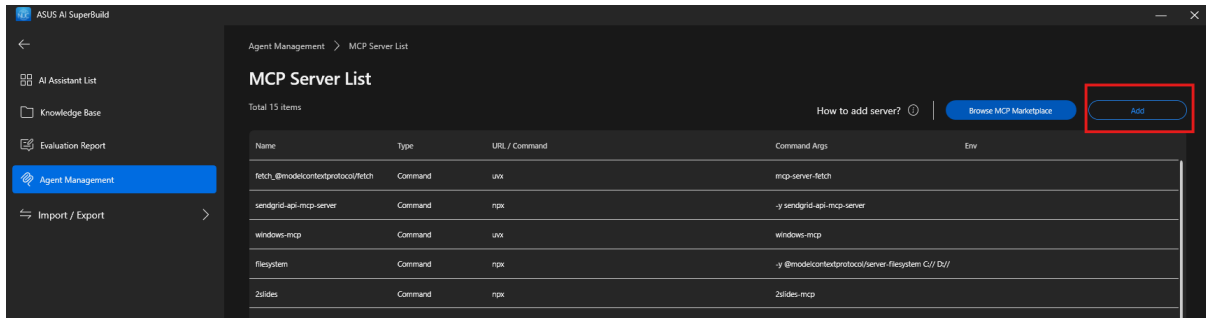 ASUS AI SuperBuild
Agent Management > MCP Server List
AI Assistant List
Knowledge Base
Evaluation Report
Agent Management
Import / Export
MCP Server List
Total 15 items
How to add server?
Browse MCP Marketplace
Add
Name Type URL / Command Command Args Env
fetch_@modelcontextprotocol/fetch Command uvx mcp-server-fetch
sendgrid-api-mcp-server Command npx -y sendgrid-api-mcp-server
windows-mcp Command uvx windows-mcp
filesystem Command npx -y @modelcontextprotocol/server-filesystem C:// D://
2slides Command npx 2slides-mcp